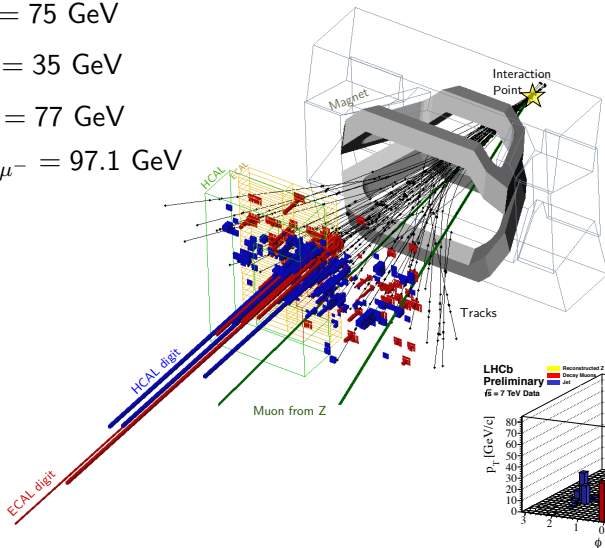 = 75 GeV
= 35 GeV
= 77 GeV
μ⁻ = 97.1 GeV
Interaction
Point
Magnet
HCAL
ECAL
Tracks
HCAL digit
Muon from Z
ECAL digit
LHCb
Preliminary
√s = 7 TeV Data
Reconstructed Z
Decay Muons
Jet
p_T [GeV/c]
80
70
60
50
40
30
20
10
0
3 2 1 0
φ